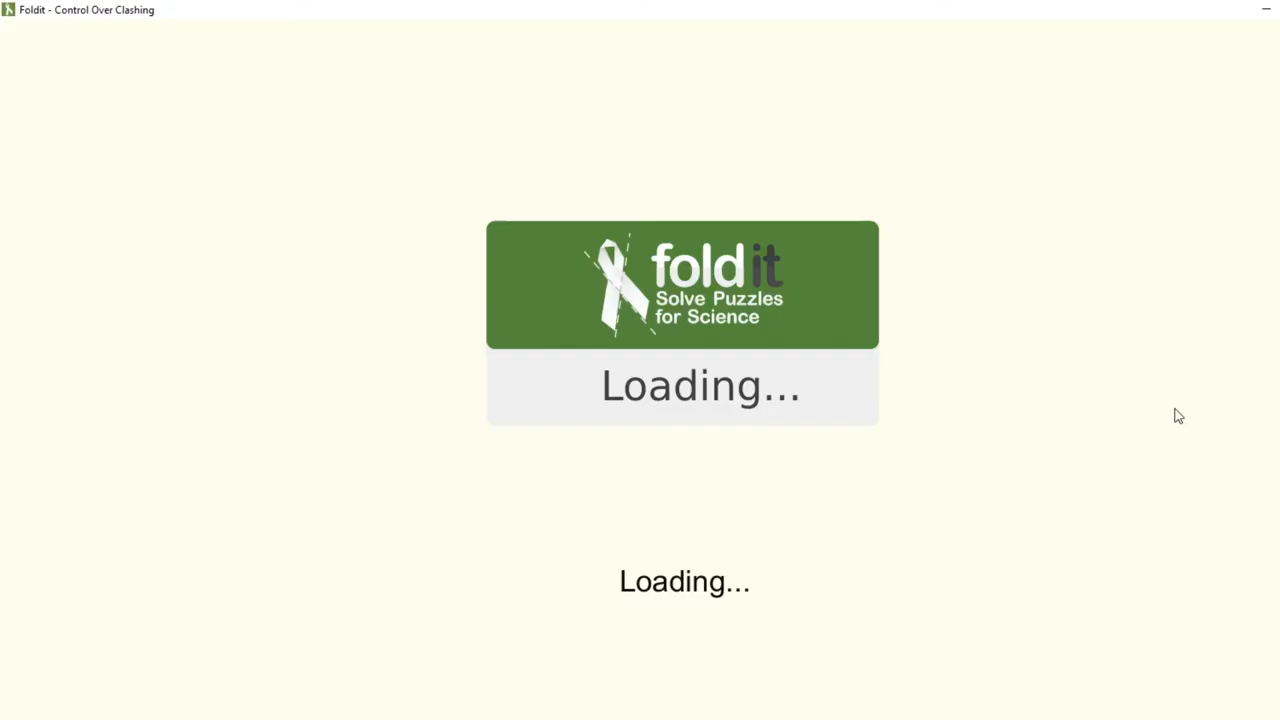 Foldit - Control Over Clashing
foldit
Solve Puzzles
for Science
Loading...
Loading...